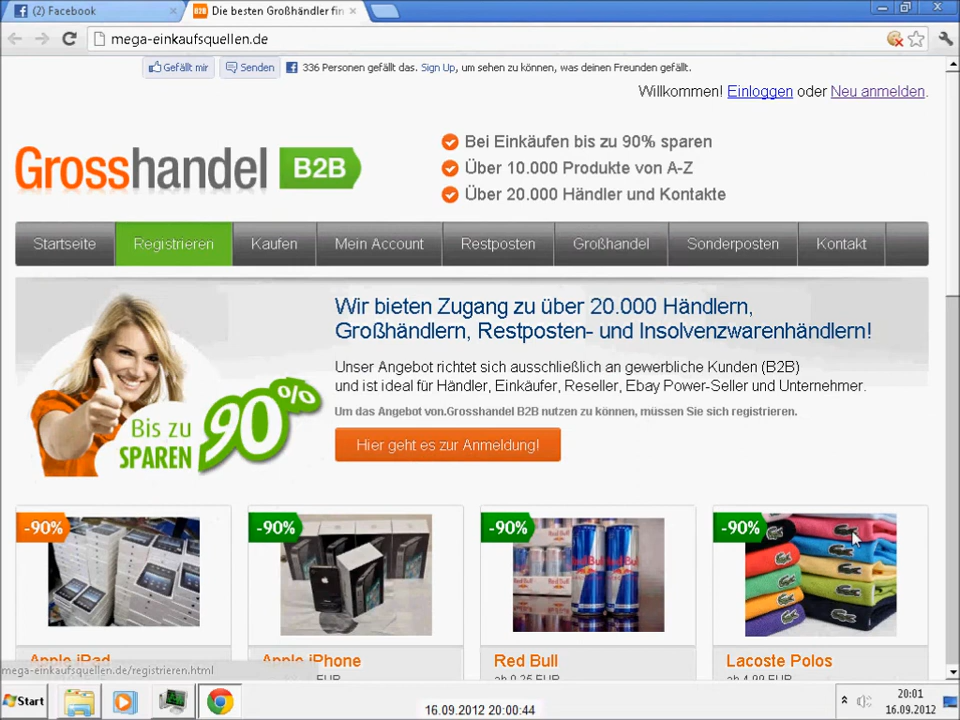 (2) Facebook
Die besten Großhändler fin
mega-einkaufsquellen.de
Gefällt mir
Senden
336 Personen gefällt das. Sign Up, um sehen zu können, was deinen Freunden gefällt.
Willkommen! Einloggen oder Neu anmelden.
Grosshandel B2B
Bei Einkäufen bis zu 90% sparen
Über 10.000 Produkte von A-Z
Über 20.000 Händler und Kontakte
Startseite
Registrieren
Kaufen
Mein Account
Restposten
Großhandel
Sonderposten
Kontakt
Wir bieten Zugang zu über 20.000 Händlern,
Großhändlern, Restposten- und Insolvenzwarenhändlern!
Unser Angebot richtet sich ausschließlich an gewerbliche Kunden (B2B)
und ist ideal für Händler, Einkäufer, Reseller, Ebay Power-Seller und Unternehmer.
Um das Angebot von.Grosshandel B2B nutzen zu können, müssen Sie sich registrieren.
Hier geht es zur Anmeldung!
Bis zu
SPAREN 90%
-90%
-90%
-90%
-90%
Red Bull
Red Bull
Apple iPad
Apple iPhone
Red Bull
Lacoste Polos
ab 0,25 EUR
ab 4,99 EUR
mega-einkaufsquellen.de/registrieren.html
Start
16.09.2012 20:00:44
20:01
16.09.2012